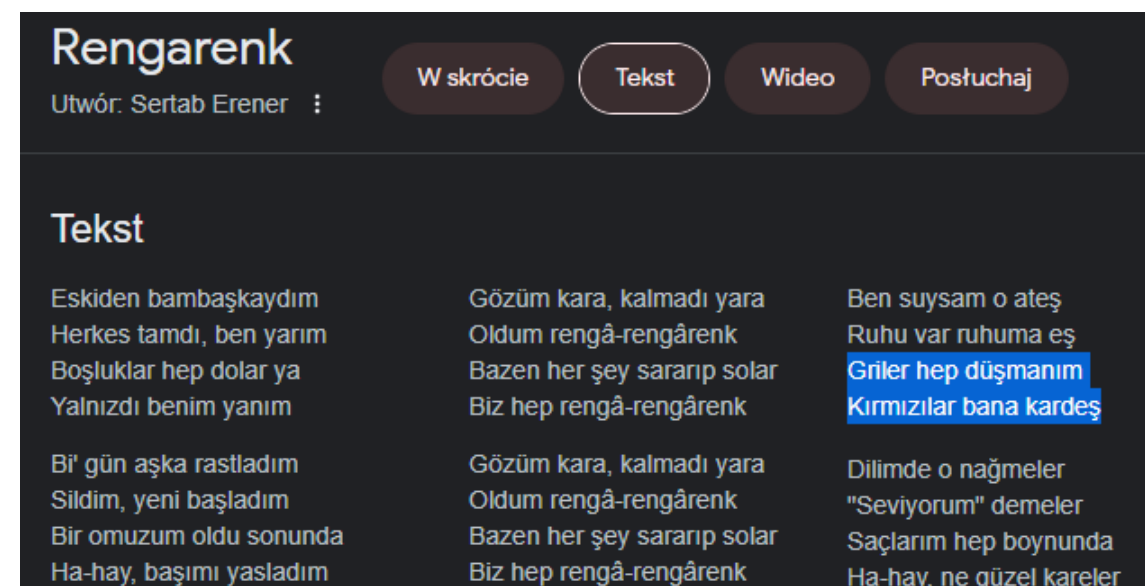 Rengarenk
Utwór: Sertab Erener
W skrócie
Tekst
Wideo
Posłuchaj
Tekst
Eskiden bambaşkaydım
Herkes tamdı, ben yarım
Boşluklar hep dolar ya
Yalnızdı benim yanım
Bi' gün aşka rastladım
Sildim, yeni başladım
Bir omuzum oldu sonunda
Ha-hay, başımı yasladım
Gözüm kara, kalmadı yara
Oldum rengâ-rengârenk
Bazen her şey sararıp solar
Biz hep rengâ-rengârenk
Gözüm kara, kalmadı yara
Oldum rengâ-rengârenk
Bazen her şey sararıp solar
Biz hep rengâ-rengârenk
Ben suysam o ateş
Ruhu var ruhuma eş
Griler hep düşmanım
Kırmızılar bana kardeş
Dilimde o nağmeler
"Seviyorum" demeler
Saçlarım hep boynunda
Ha-hay, ne güzel kareler